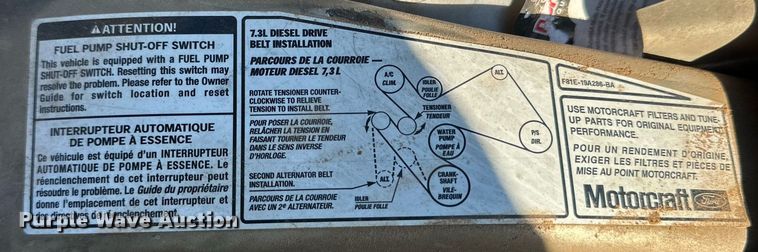 ATTENTION!
FUEL PUMP SHUT-OFF SWITCH
This vehicle is equipped with a FUEL PUMP
SHUT-OFF SWITCH. Resetting this switch may
resolve the problem. Please refer to the Owner
Guide for switch location and reset
instructions.
INTERRUPTEUR AUTOMATIQUE
DE POMPE À ESSENCE
Ce véhicule est équipé d'un INTERRUPTEUR
AUTOMATIQUE DE POMPE À ESSENCE. Le
réenclenchement de cet interrupteur peut
résoudre le problème. Le Guide du propriétaire
donne l'emplacement de cet interrupteur et
réenclenchement.
7.3L DIESEL DRIVE
BELT INSTALLATION
PARCOURS DE LA COURROIE —
MOTEUR DIESEL 7,3 L
ROTATE TENSIONER COUNTER-
CLOCKWISE TO RELIEVE
TENSION TO INSTALL BELT.
POUR POSER LA COURROIE,
RELÂCHER LA TENSION EN
FAISANT TOURNER LE TENDEUR
DANS LE SENS INVERSE
D'HORLOGE.
SECOND ALTERNATOR BELT
INSTALLATION.
PARCOURS DE LA COURROIE
AVEC UN 2e ALTERNATEUR.
A/C
CLIM.
IDLER
POULIE FOLLE
ALT.
TENSIONER
TENDEUR
WATER
PUMP
POMPE À
EAU
P/S
DIR.
CRANK-
SHAFT
VILE-
BREQUIN
ALT.
IDLER
POULIE FOLLE
F81E-19A286-BA
USE MOTORCRAFT FILTERS AND TUNE-
UP PARTS FOR ORIGINAL EQUIPMENT
PERFORMANCE.
POUR UN RENDEMENT D'ORIGINE,
EXIGER LES FILTRES ET PIÈCES DE
MISE AU POINT MOTORCRAFT.
Motorcraft
Ford
Purple Wave Auction